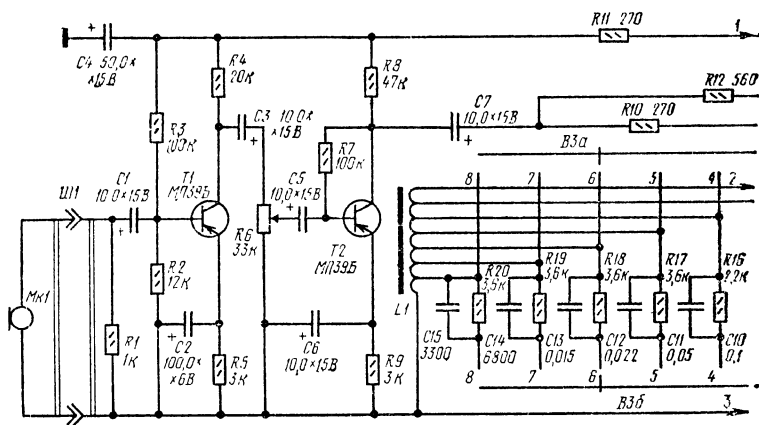 R11 270
1
C4 50,0×
×15В
R4
20к
R8
47к
C3 10,0×
×15В
C7
10,0×15В
R12 560
R10 270
R3
100к
R7
100к
В3а
Ш1
C1
10,0×15В
Т1
МП39Б
C5
10,0×15В
8
7
6
5
4
2
R6
33к
Т2
МП39Б
R2
12к
R20
3,6к
R19
3,6к
R18
3,6к
R17
3,6к
R16
2,2к
Мк1
L1
R1
1к
C2
100,0×
×6В
R5
3к
C6
10,0×15В
R9
3к
C15
3300
C14
6800
C13
0,015
C12
0,022
C11
0,05
C10
0,1
8
7
6
5
4
В3б
3